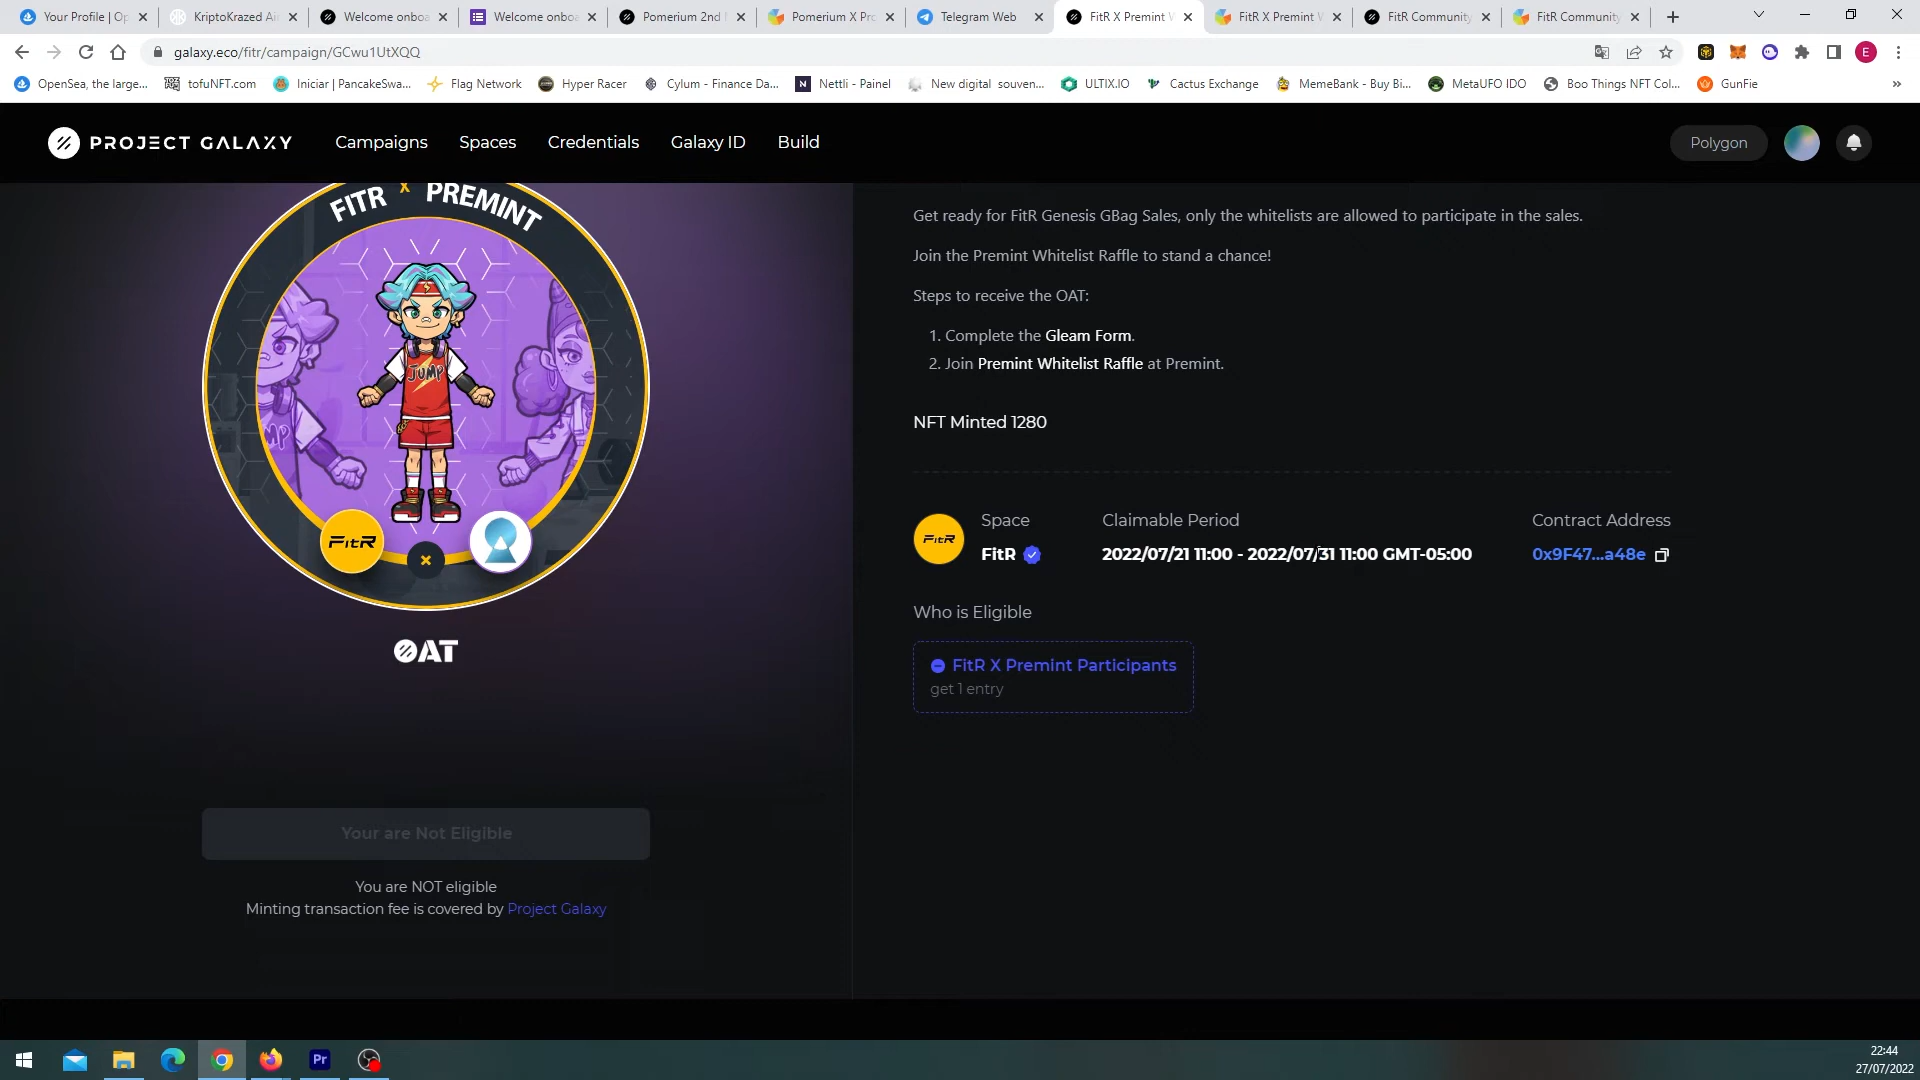 Your Profile | Op
KriptoKrazed Ai
Welcome onboa
Welcome onboa
Pomerium 2nd
Pomerium X Pro
Telegram Web
FitR X Premint W
FitR X Premint W
FitR Community
FitR Community
galaxy.eco/fitr/campaign/GCwu1UtXQQ
E
OpenSea, the large...
tofuNFT.com
Iniciar | PancakeSwa...
Flag Network
Hyper Racer
Cylum - Finance Da...
Nettli - Painel
New digital souven...
ULTIX.IO
Cactus Exchange
MemeBank - Buy Bi...
MetaUFO IDO
Boo Things NFT Col...
GunFie
PROJECT GALAXY
Campaigns
Spaces
Credentials
Galaxy ID
Build
Polygon
FITR X PREMINT
JUMP
FitR
OAT
Your are Not Eligible
You are NOT eligible
Minting transaction fee is covered by Project Galaxy
Get ready for FitR Genesis GBag Sales, only the whitelists are allowed to participate in the sales.
Join the Premint Whitelist Raffle to stand a chance!
Steps to receive the OAT:
1. Complete the Gleam Form.
2. Join Premint Whitelist Raffle at Premint.
NFT Minted 1280
FitR
Space
FitR
Claimable Period
2022/07/21 11:00 - 2022/07/31 11:00 GMT-05:00
Contract Address
0x9F47...a48e
Who is Eligible
FitR X Premint Participants
get 1 entry
Pr
22:44
27/07/2022